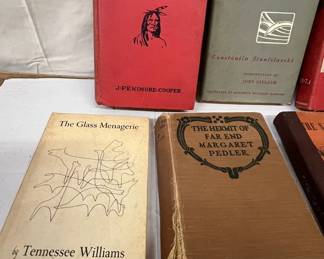 J·FENIMORE·COOPER
Constantin Stanislavski
The Glass Menagerie
by Tennessee Williams
THE HERMIT OF
FAR END
MARGARET
PEDLER